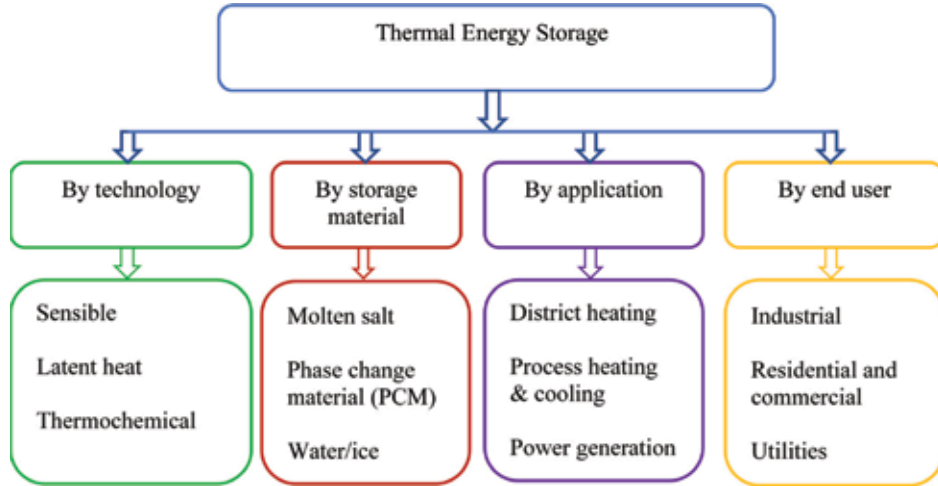 Thermal Energy Storage
By technology
By storage
material
By application
By end user
Sensible
Latent heat
Thermochemical
Molten salt
Phase change
material (PCM)
Water/ice
District heating
Process heating
& cooling
Power generation
Industrial
Residential and
commercial
Utilities